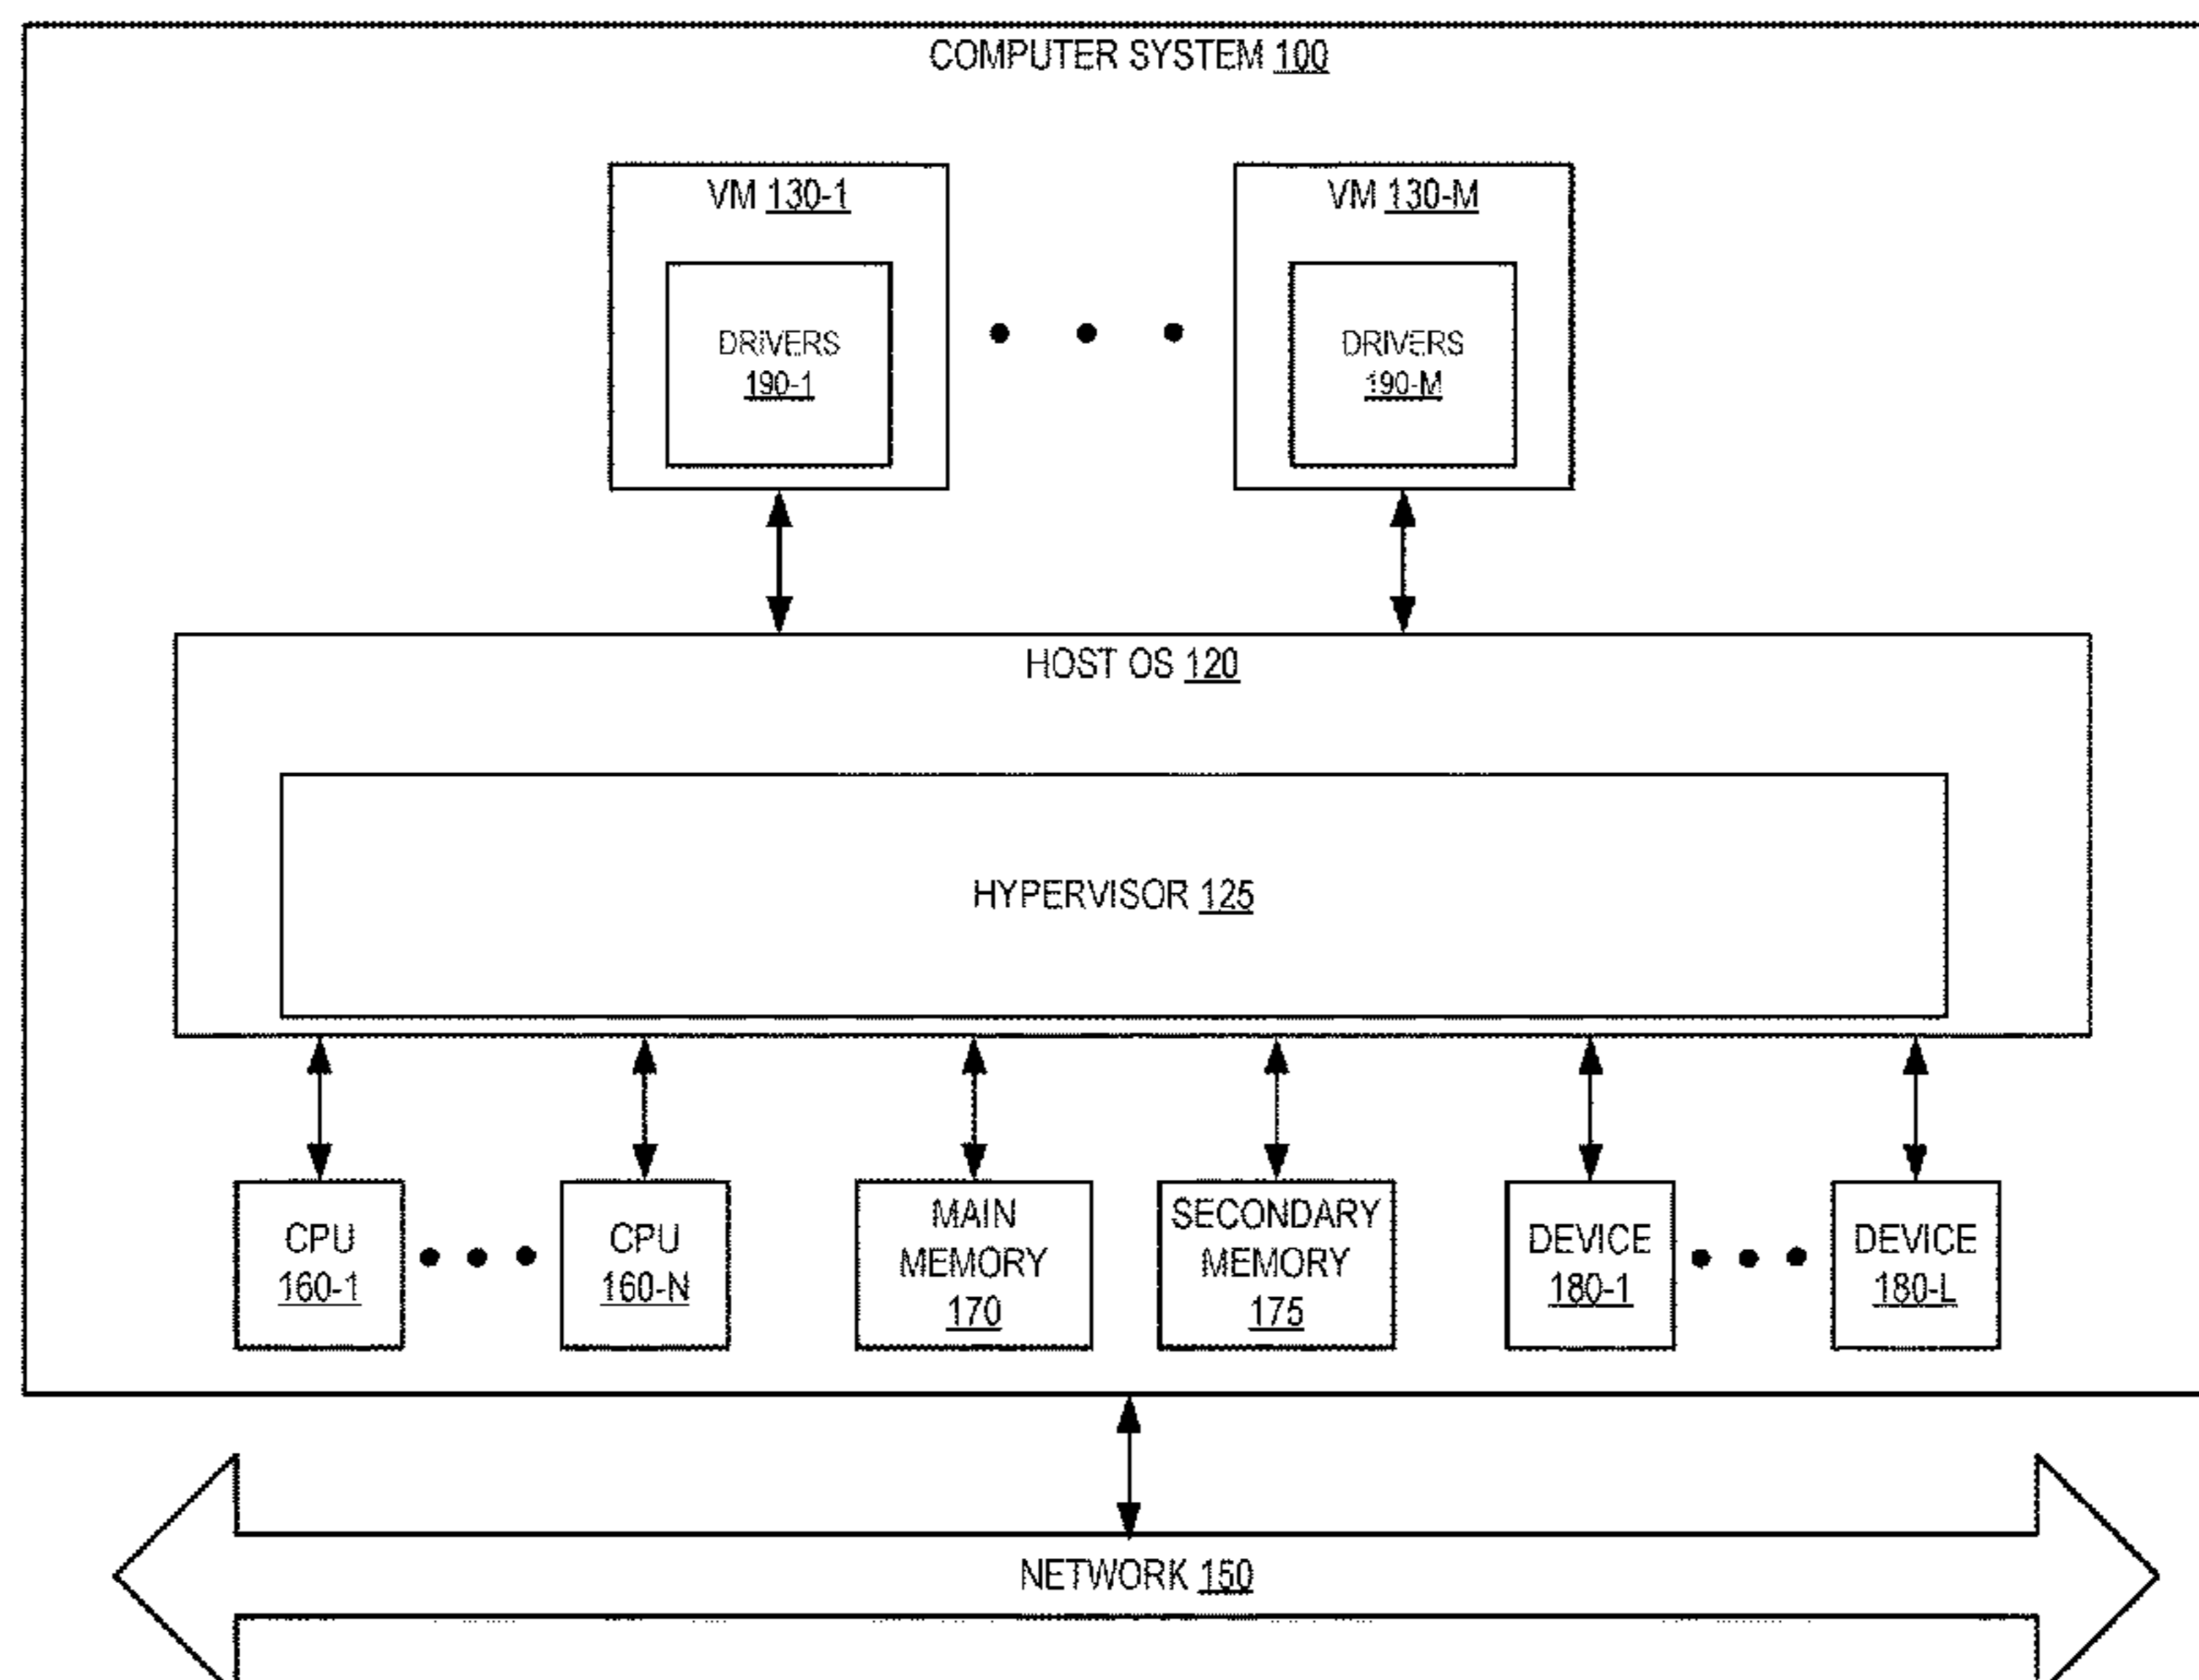 COMPUTER SYSTEM 100
VM 130-1
VM 130-M
DRIVERS
190-1
DRIVERS
190-M
HOST OS 120
HYPERVISOR 125
CPU
160-1
CPU
160-N
MAIN
MEMORY
170
SECONDARY
MEMORY
175
DEVICE
180-1
DEVICE
180-L
NETWORK 150